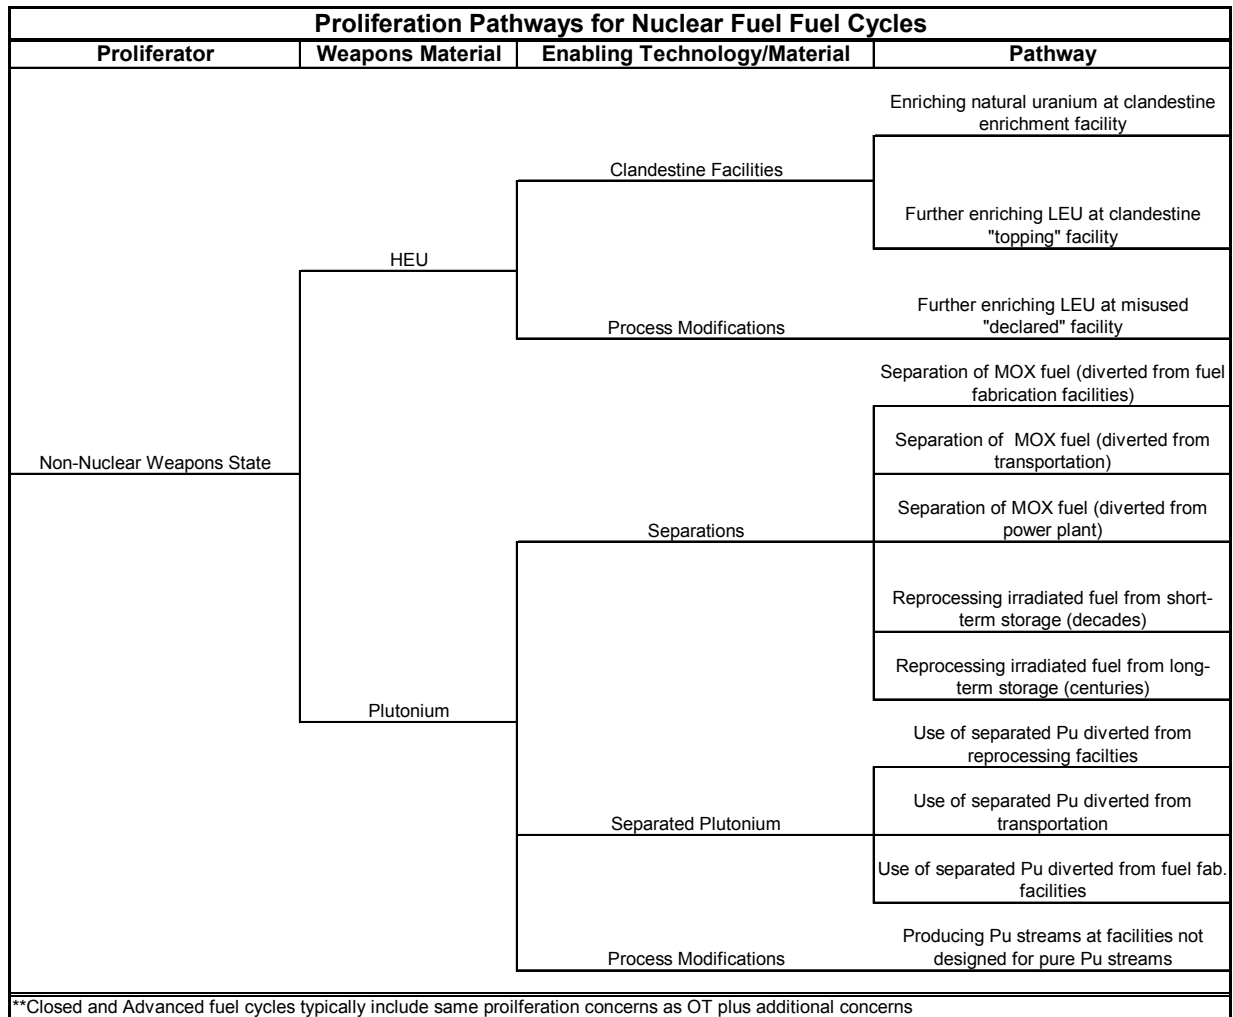 Proliferation Pathways for Nuclear Fuel Fuel Cycles
Proliferator
Weapons Material
Enabling Technology/Material
Pathway
Enriching natural uranium at clandestine
enrichment facility
Clandestine Facilities
Further enriching LEU at clandestine
"topping" facility
HEU
Further enriching LEU at misused
"declared" facility
Process Modifications
Separation of MOX fuel (diverted from fuel
fabrication facilities)
Separation of  MOX fuel (diverted from
transportation)
Non-Nuclear Weapons State
Separation of MOX fuel (diverted from
power plant)
Separations
Reprocessing irradiated fuel from short-
term storage (decades)
Reprocessing irradiated fuel from long-
term storage (centuries)
Plutonium
Use of separated Pu diverted from
reprocessing facilties
Use of separated Pu diverted from
transportation
Separated Plutonium
Use of separated Pu diverted from fuel fab.
facilities
Producing Pu streams at facilities not
designed for pure Pu streams
Process Modifications
**Closed and Advanced fuel cycles typically include same proilferation concerns as OT plus additional concerns